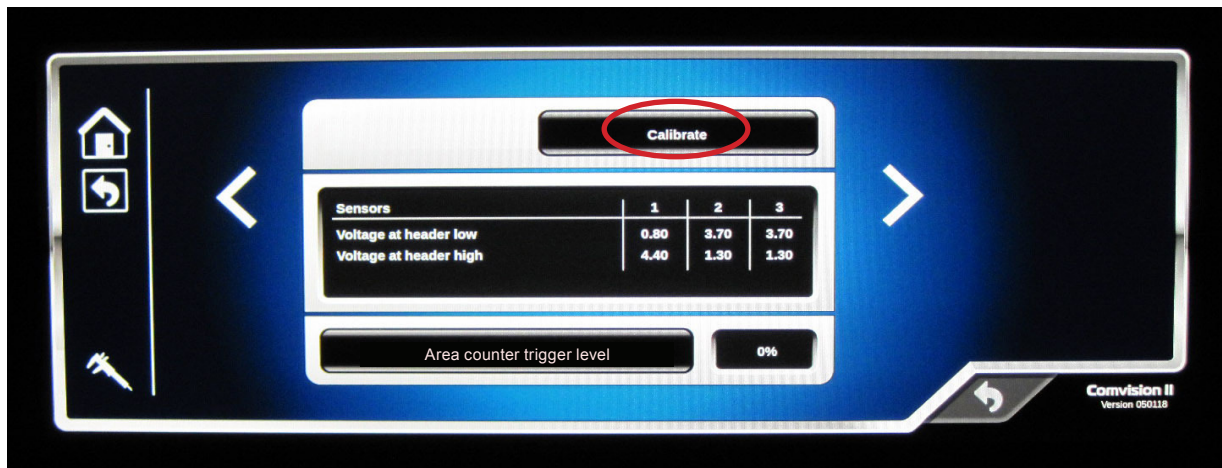 Calibrate
Sensors 1 2 3
Voltage at header low 0.80 3.70 3.70
Voltage at header high 4.40 1.30 1.30
Area counter trigger level 0%
Comvision II
Version 050118